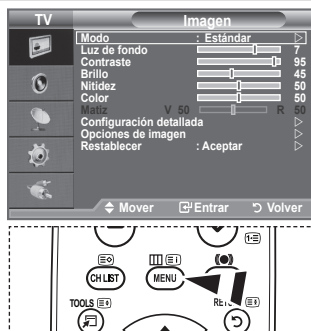 TV Imagen
Modo : Estándar
Luz de fondo 7
Contraste 95
Brillo 45
Nitidez 50
Color 50
Matiz V 50 R 50
Configuración detallada
Opciones de imagen
Restablecer : Aceptar
Mover Entrar Volver
CH LIST MENU
TOOLS